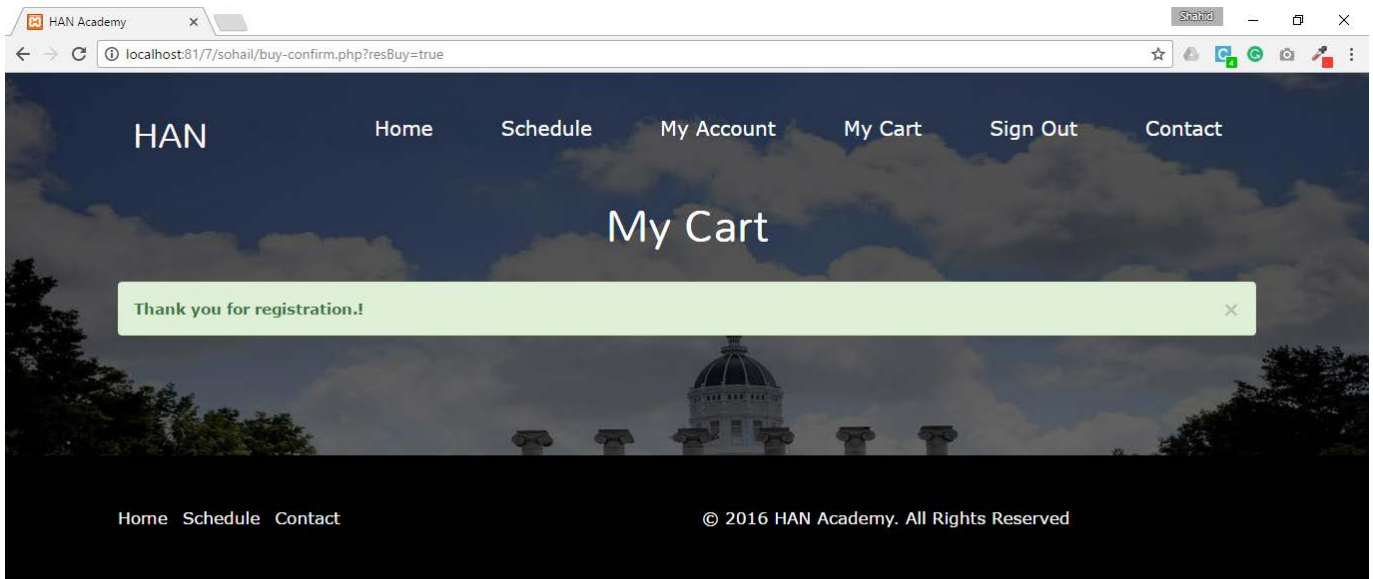 HAN Academy
Shahid
localhost:81/7/sohail/buy-confirm.php?resBuy=true
HAN Home Schedule My Account My Cart Sign Out Contact
My Cart
Thank you for registration.! ×
Home Schedule Contact © 2016 HAN Academy. All Rights Reserved